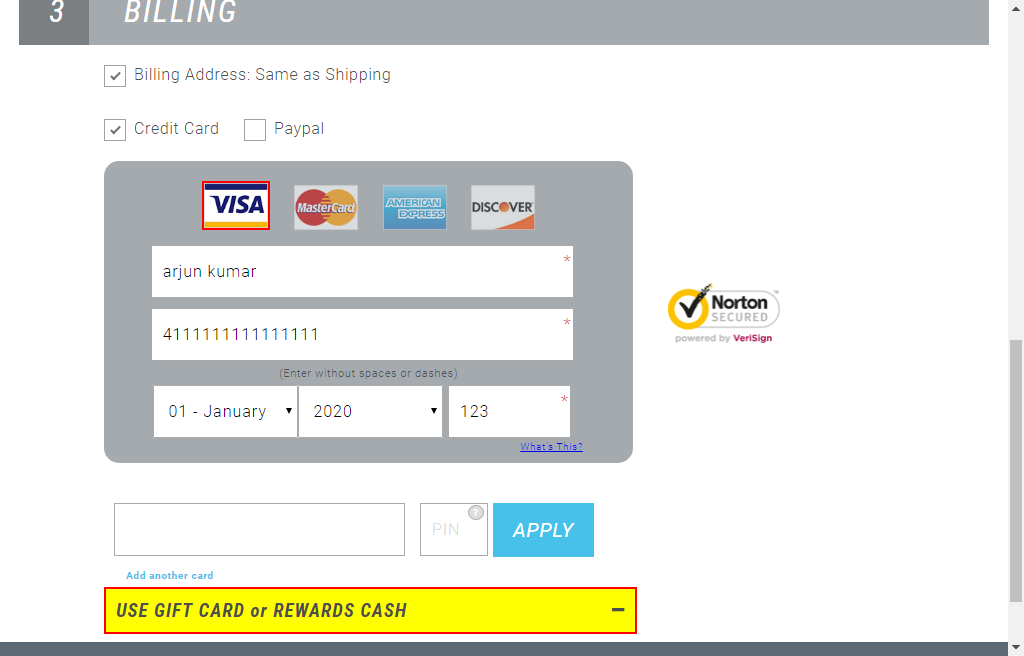 3 BILLING
Billing Address: Same as Shipping
Credit Card Paypal
VISA MasterCard AMERICAN EXPRESS DISCOVER
arjun kumar *
4111111111111111 *
(Enter without spaces or dashes)
01 - January 2020 123 *
What's This?
Norton™
SECURED
powered by VeriSign
PIN ? APPLY
Add another card
USE GIFT CARD or REWARDS CASH